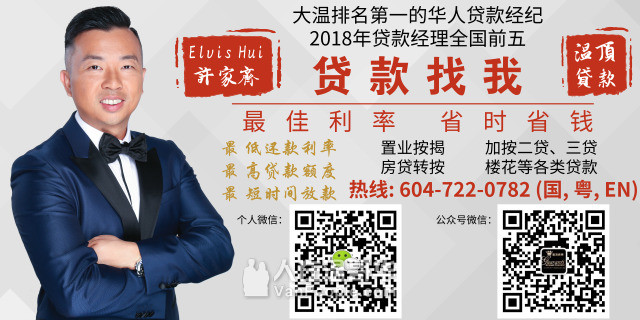 大温排名第一的华人贷款经纪
2018年贷款经理全国前五
Elvis Hui
許家齊
贷款找我
温顶
贷款
最佳利率 省时省钱
最低还款利率
最高贷款额度
最短时间放款
置业按揭
房贷转按
加按二贷、三贷
楼花等各类贷款
热线: 604-722-0782 (国, 粤, EN)
个人微信:
公众号微信: